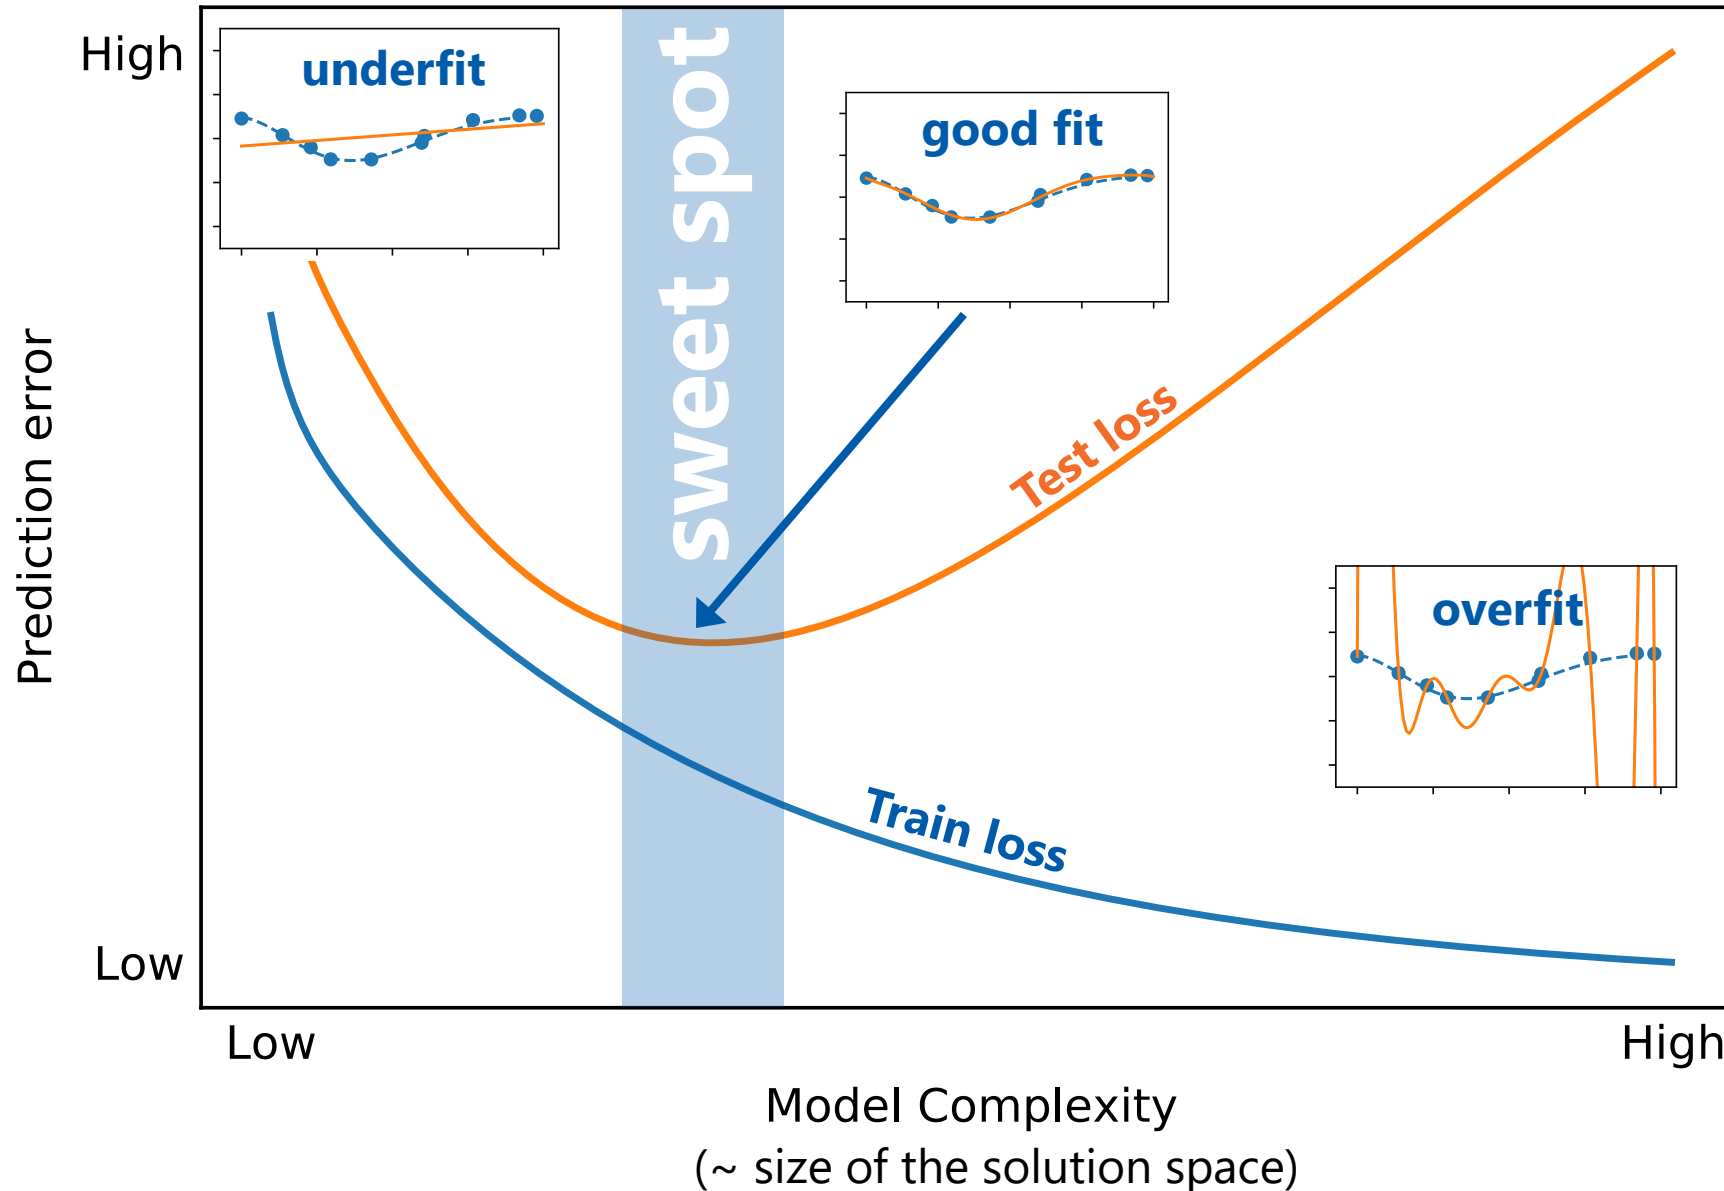 High
underfit
sweet spot
good fit
Prediction error
Test loss
overfit
Train loss
Low
Low
High
Model Complexity
(~ size of the solution space)